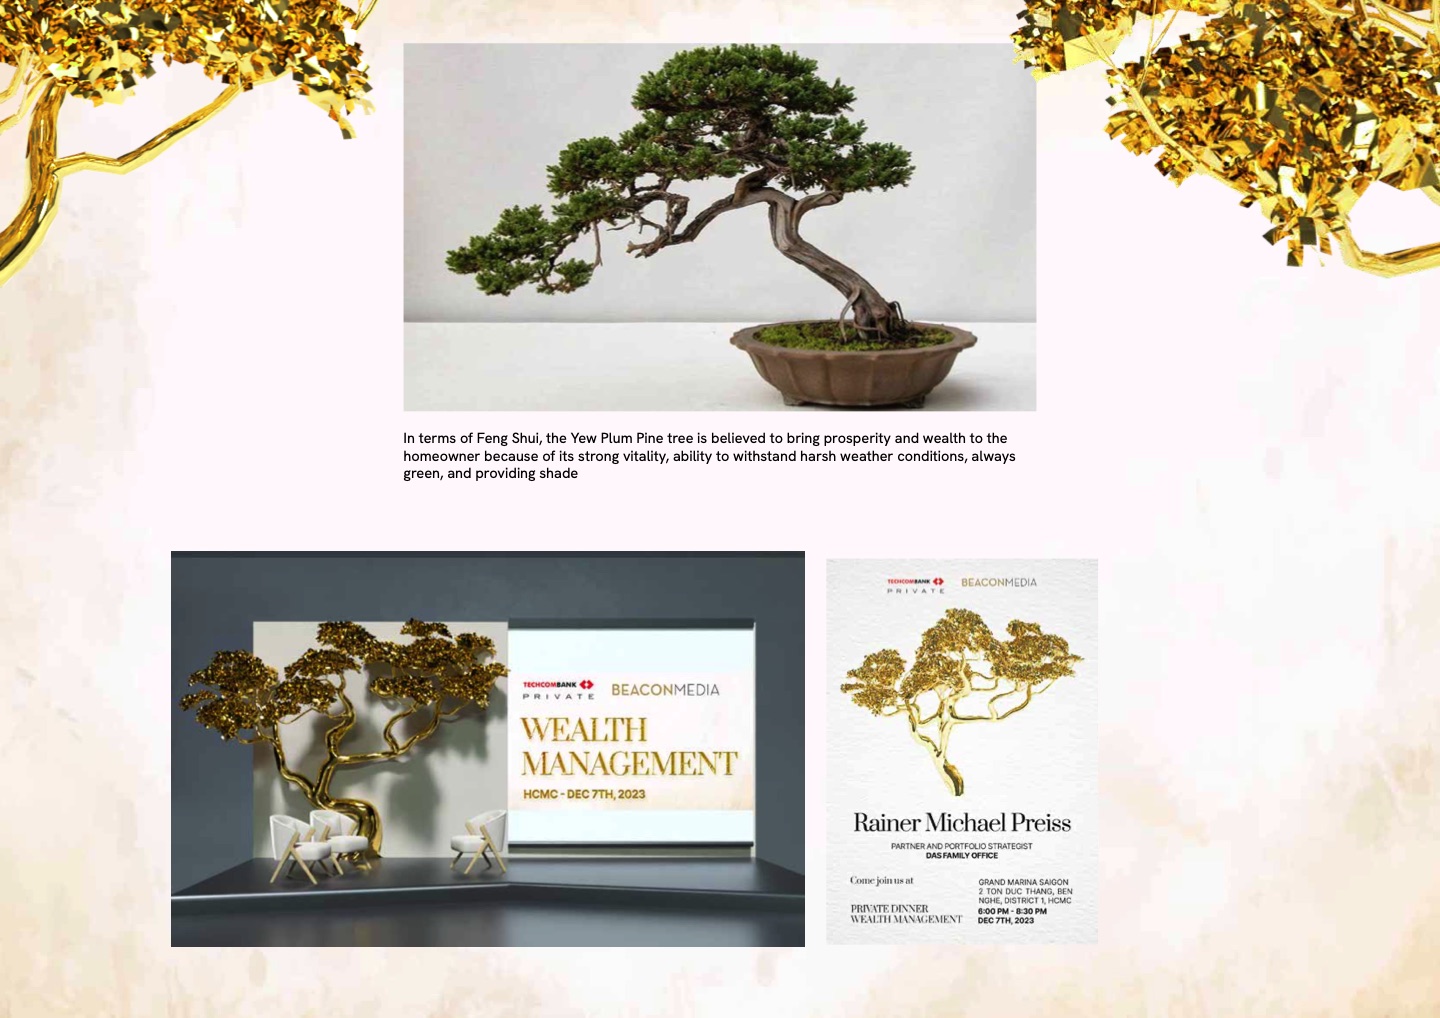 In terms of Feng Shui, the Yew Plum Pine tree is believed to bring prosperity and wealth to the
homeowner because of its strong vitality, ability to withstand harsh weather conditions, always
green, and providing shade
TECHCOMBANK
PRIVATE
BEACONMEDIA
WEALTH
MANAGEMENT
HCMC - DEC 7TH, 2023
TECHCOMBANK
PRIVATE
BEACONMEDIA
Rainer Michael Preiss
PARTNER AND PORTFOLIO STRATEGIST
DAS FAMILY OFFICE
Come join us at
PRIVATE DINNER
WEALTH MANAGEMENT
GRAND MARINA SAIGON
2 TON DUC THANG, BEN
NGHE, DISTRICT 1, HCMC
6:00 PM - 8:30 PM
DEC 7TH, 2023